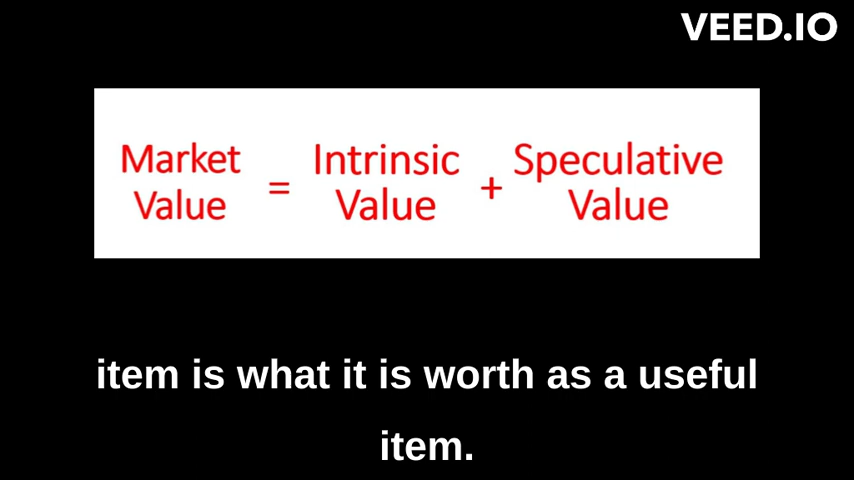 VEED.IO
Market Value = Intrinsic Value + Speculative Value
item is what it is worth as a useful
item.